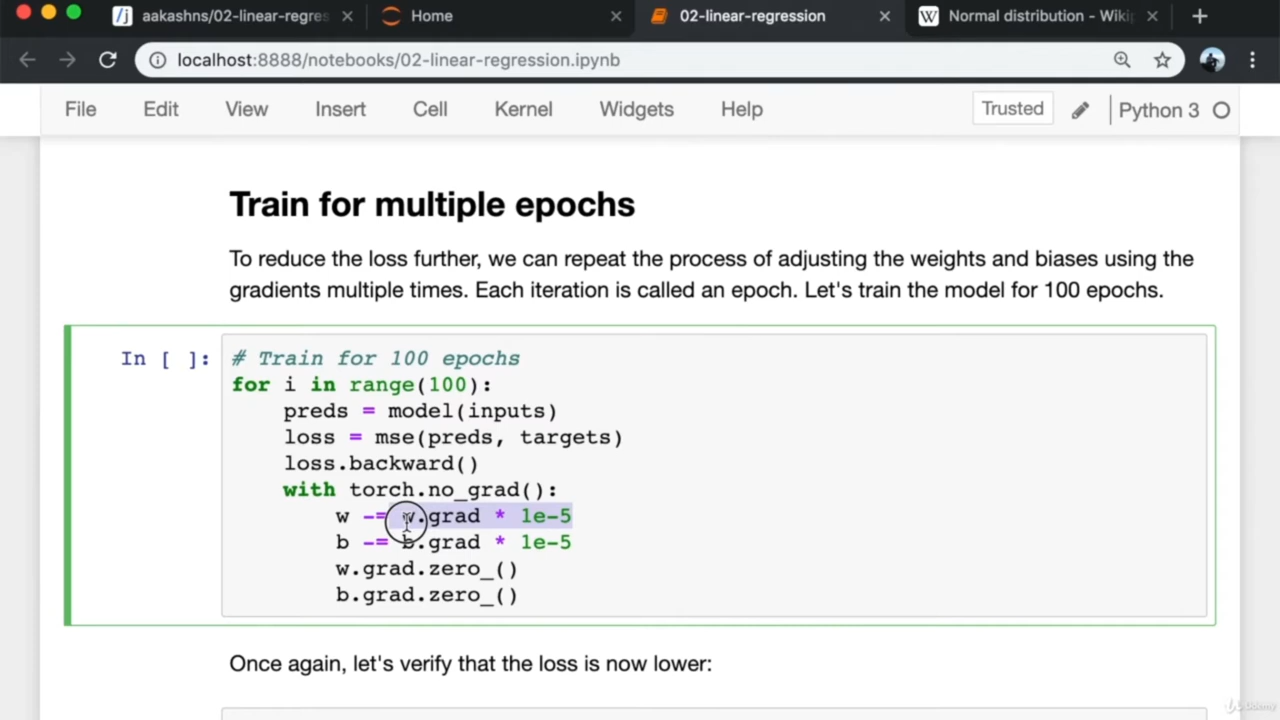 aakashns/02-linear-regres
Home
02-linear-regression
Normal distribution - Wikip
localhost:8888/notebooks/02-linear-regression.ipynb
File Edit View Insert Cell Kernel Widgets Help Trusted Python 3
Train for multiple epochs
To reduce the loss further, we can repeat the process of adjusting the weights and biases using the
gradients multiple times. Each iteration is called an epoch. Let's train the model for 100 epochs.
In [ ]: # Train for 100 epochs
for i in range(100):
    preds = model(inputs)
    loss = mse(preds, targets)
    loss.backward()
    with torch.no_grad():
        w -= w.grad * 1e-5
        b -= b.grad * 1e-5
        w.grad.zero_()
        b.grad.zero_()
Once again, let's verify that the loss is now lower:
Udemy